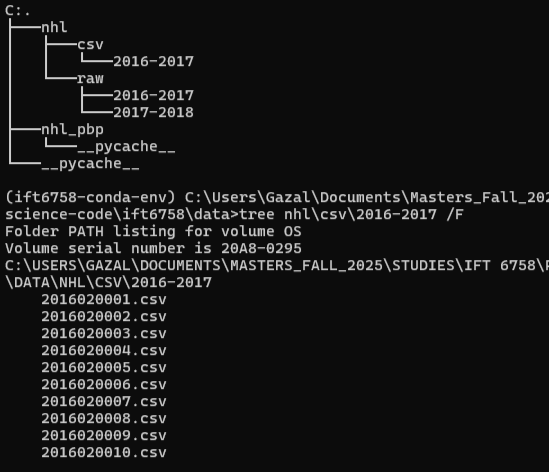 C:.
├───nhl
│   ├───csv
│   │   └───2016-2017
│   └───raw
│       ├───2016-2017
│       └───2017-2018
├───nhl_pbp
│   └───__pycache__
└───__pycache__
(ift6758-conda-env) C:\Users\Gazal\Documents\Masters_Fall_20
science-code\ift6758\data>tree nhl\csv\2016-2017 /F
Folder PATH listing for volume OS
Volume serial number is 20A8-0295
C:\USERS\GAZAL\DOCUMENTS\MASTERS_FALL_2025\STUDIES\IFT 6758\
\DATA\NHL\CSV\2016-2017
2016020001.csv
2016020002.csv
2016020003.csv
2016020004.csv
2016020005.csv
2016020006.csv
2016020007.csv
2016020008.csv
2016020009.csv
2016020010.csv